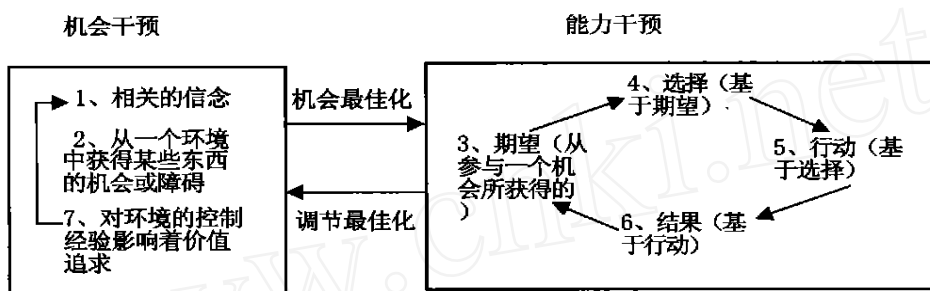 机会干预
能力干预
1、相关的信念
2、从一个环境
中获得某些东西
的机会或障碍
7、对环境的控制
经验影响着价值
追求
机会最佳化
调节最佳化
3、期望（从
参与一个机
会所获得的
）
4、选择（基
于期望）
5、行动（基
于选择）
6、结果（基
于行动）
www.cnki.net